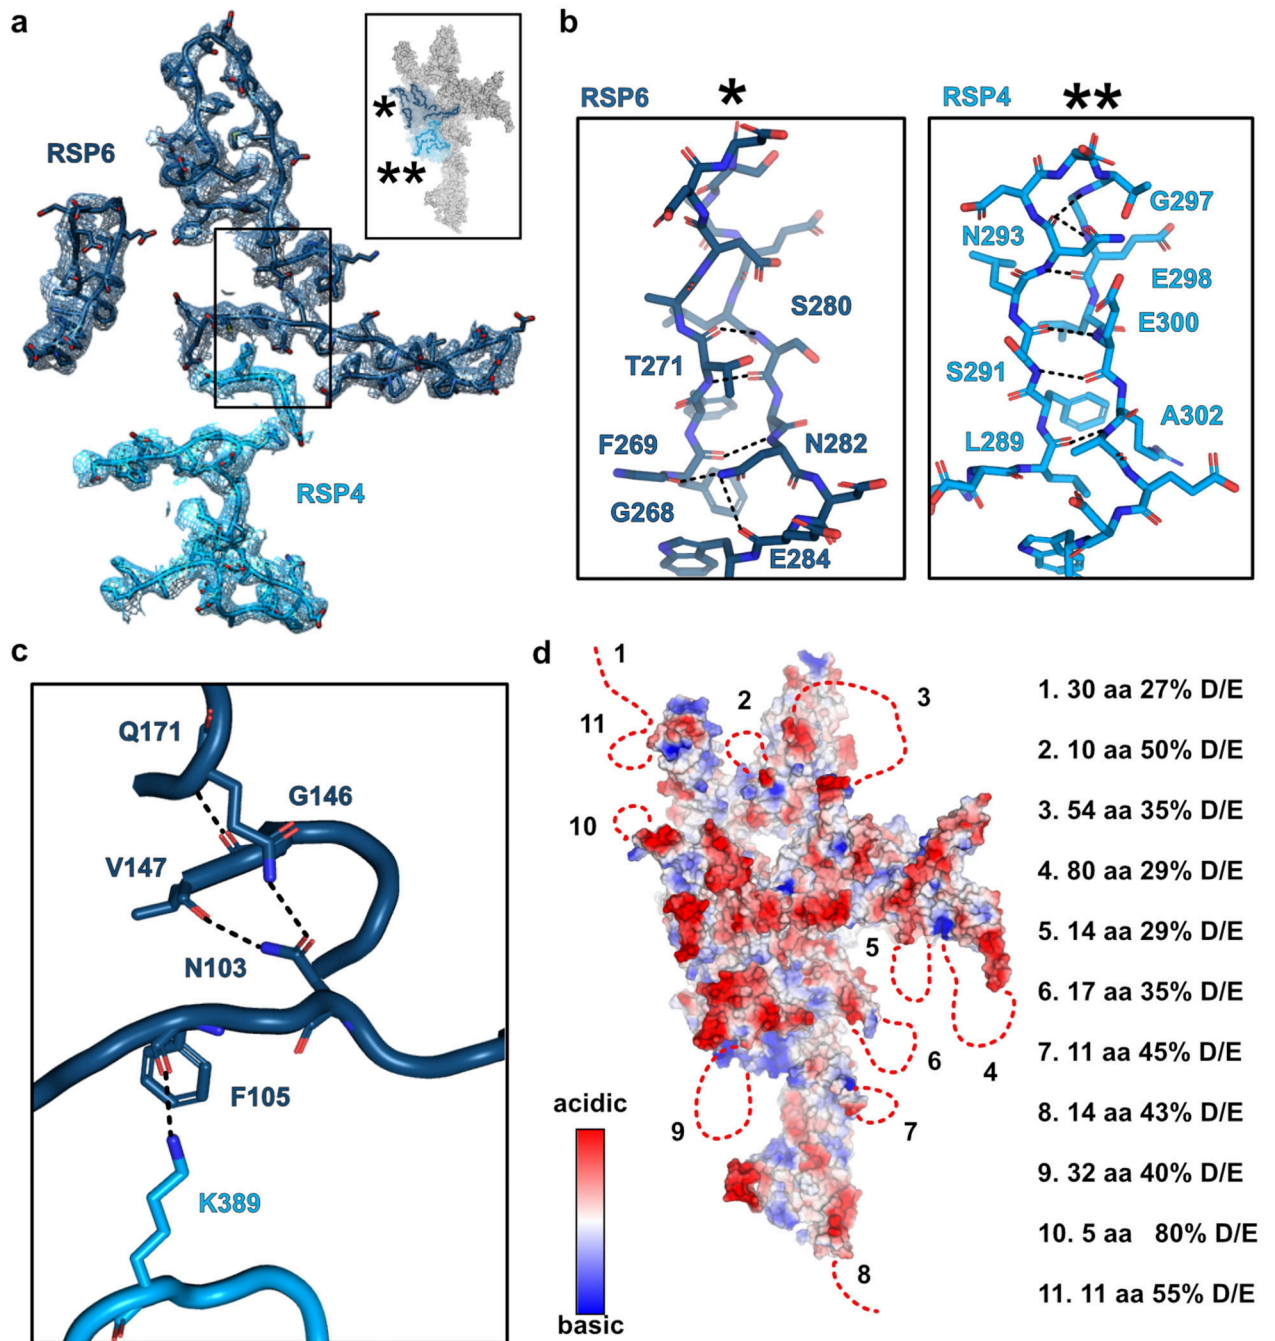 a
RSP6
*
**
RSP4
b
RSP6
*
S280
T271
F269
N282
G268
E284
RSP4
**
G297
N293
E298
E300
S291
A302
L289
c
Q171
G146
V147
N103
F105
K389
d
1
2
3
11
10
5
6
4
7
9
8
acidic
basic
1. 30 aa 27% D/E
2. 10 aa 50% D/E
3. 54 aa 35% D/E
4. 80 aa 29% D/E
5. 14 aa 29% D/E
6. 17 aa 35% D/E
7. 11 aa 45% D/E
8. 14 aa 43% D/E
9. 32 aa 40% D/E
10. 5 aa 80% D/E
11. 11 aa 55% D/E